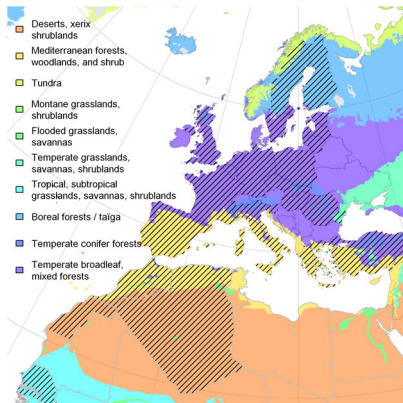 Deserts, xerix
shrublands
Mediterranean forests,
woodlands, and shrub
Tundra
Montane grasslands,
shrublands
Flooded grasslands,
savannas
Temperate grasslands,
savannas, shrublands
Tropical, subtropical
grasslands, savannas, shrublands
Boreal forests / taïga
Temperate conifer forests
Temperate broadleaf,
mixed forests